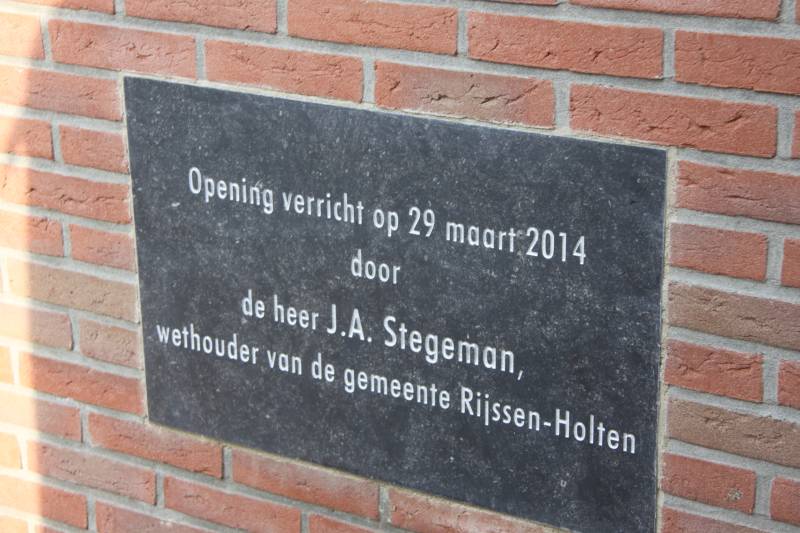 Opening verricht op 29 maart 2014
door
de heer J.A. Stegeman,
wethouder van de gemeente Rijssen-Holten